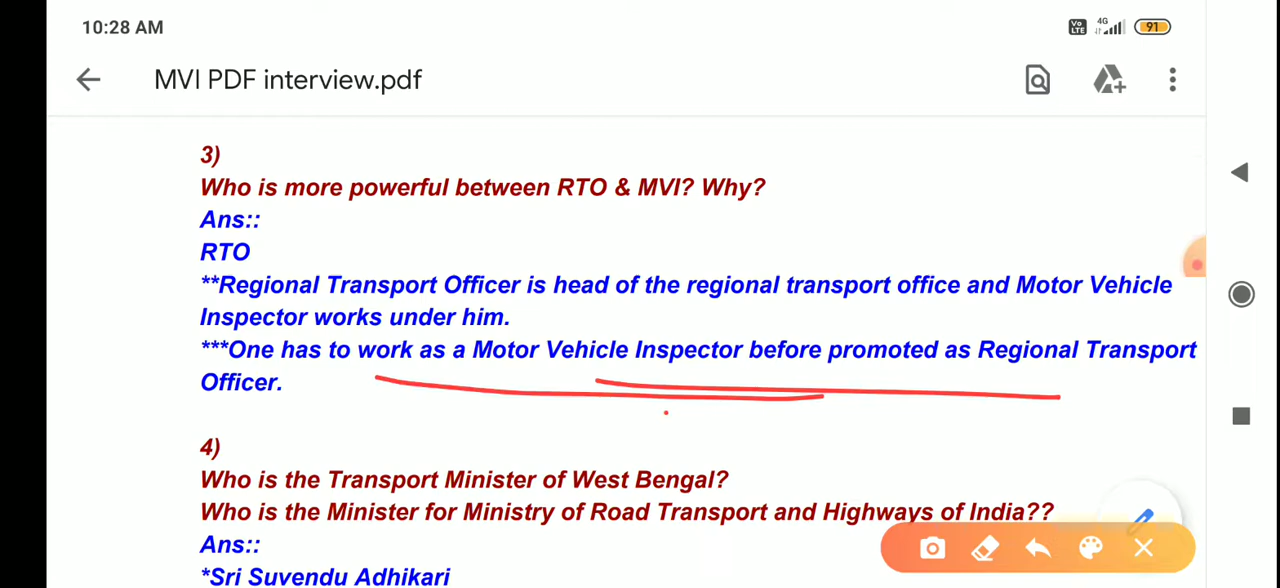 10:28 AM
Vo LTE 4G 91
MVI PDF interview.pdf
3)
Who is more powerful between RTO & MVI? Why?
Ans::
RTO
**Regional Transport Officer is head of the regional transport office and Motor Vehicle
Inspector works under him.
***One has to work as a Motor Vehicle Inspector before promoted as Regional Transport
Officer.
4)
Who is the Transport Minister of West Bengal?
Who is the Minister for Ministry of Road Transport and Highways of India??
Ans::
*Sri Suvendu Adhikari